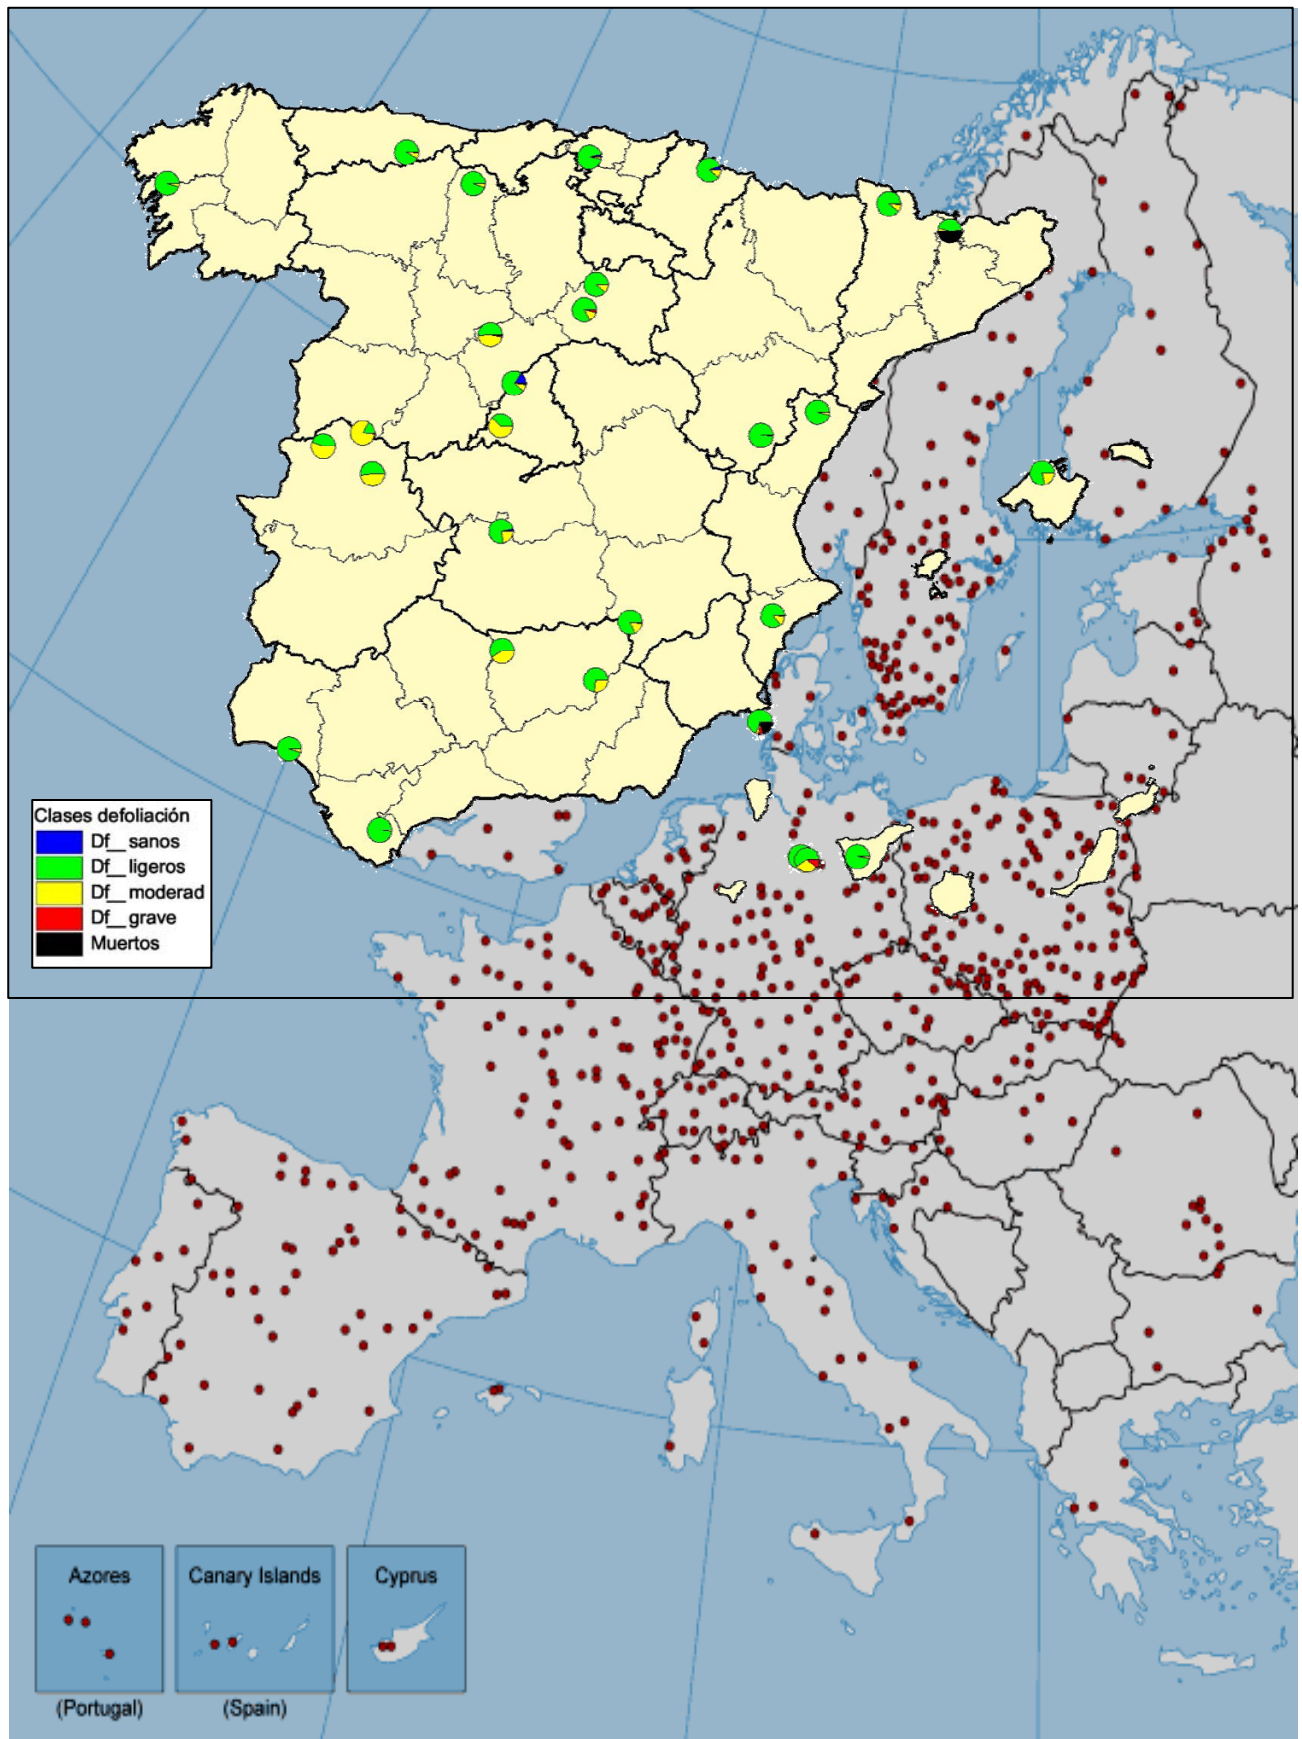 Clases defoliación
Df__sanos
Df__ligeros
Df__moderad
Df__grave
Muertos
Azores
Canary Islands
Cyprus
(Portugal)
(Spain)